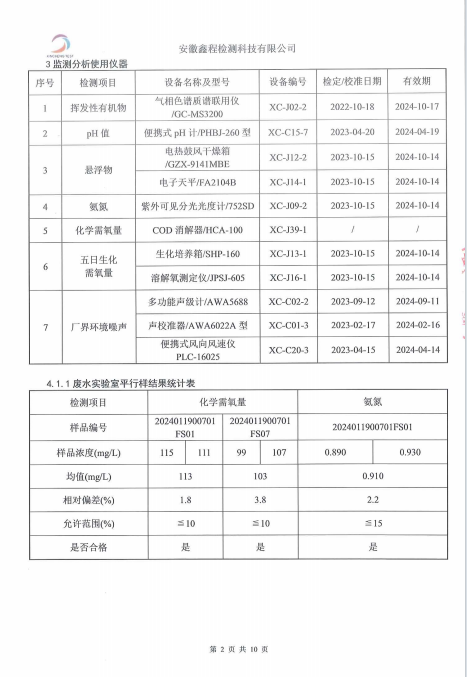 安徽鑫程检测科技有限公司
3 监测分析使用仪器
序号 检测项目 设备名称及型号 设备编号 检定/校准日期 有效期
1 挥发性有机物 气相色谱质谱联用仪/GC-MS3200 XC-J02-2 2022-10-18 2024-10-17
2 pH 值 便携式 pH 计/PHBJ-260 型 XC-C15-7 2023-04-20 2024-04-19
3 悬浮物 电热鼓风干燥箱/GZX-9141MBE XC-J12-2 2023-10-15 2024-10-14
电子天平/FA2104B XC-J14-1 2023-10-15 2024-10-14
4 氨氮 紫外可见分光光度计/752SD XC-J09-2 2023-10-15 2024-10-14
5 化学需氧量 COD 消解器/HCA-100 XC-J39-1 / /
6 五日生化需氧量 生化培养箱/SHP-160 XC-J13-1 2023-10-15 2024-10-14
溶解氧测定仪/JPSJ-605 XC-J16-1 2023-10-15 2024-10-14
7 厂界环境噪声 多功能声级计/AWA5688 XC-C02-2 2023-09-12 2024-09-11
声校准器/AWA6022A 型 XC-C01-3 2023-02-17 2024-02-16
便携式风向风速仪 PLC-16025 XC-C20-3 2023-04-15 2024-04-14
4.1.1 废水实验室平行样结果统计表
检测项目 化学需氧量 氨氮
样品编号 2024011900701FS01 2024011900701FS07 2024011900701FS01
样品浓度(mg/L) 115 111 99 107 0.890 0.930
均值(mg/L) 113 103 0.910
相对偏差(%) 1.8 3.8 2.2
允许范围(%) ≦10 ≦10 ≦15
是否合格 是 是 是
第 2 页 共 10 页